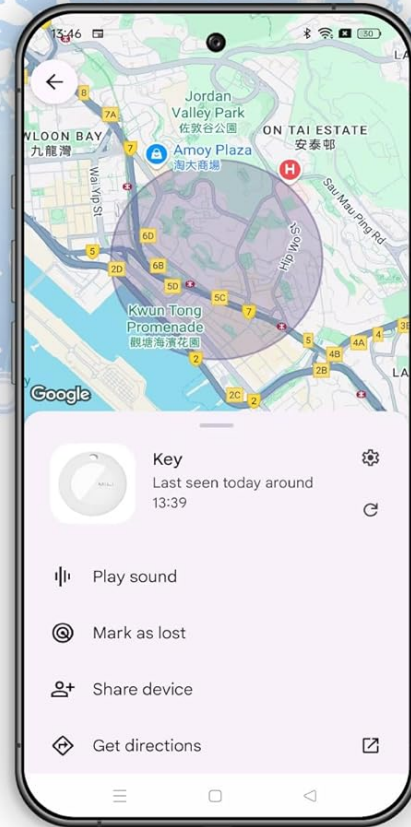 13:46
30
LA
8
Jordan
Valley Park
佐敦谷公園
7A
WLOON BAY
九龍灣
ON TAI ESTATE
安泰邨
7
Amoy Plaza
淘大商場
H
Wai Yip St
Sau Mau Ping Rd
Hip Wo St
6D
5
2D
6B
5D
5C
7
Kwun Tong
Promenade
觀塘海濱花園
2
5
4B
4A
4
3B
2B
2C
2
LA
Google
Key
Last seen today around
13:39
MiLi
Play sound
Mark as lost
Share device
Get directions